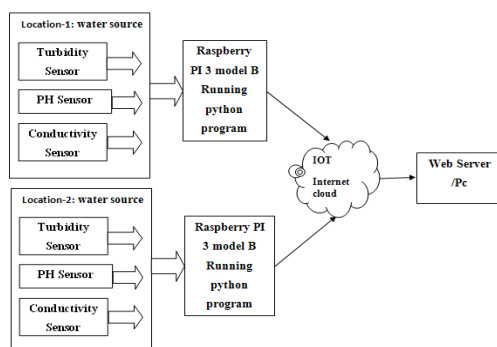 Location-1: water source
Turbidity
Sensor
PH Sensor
Conductivity
Sensor
Raspberry
PI 3 model B
Running
python
program
Location-2: water source
Turbidity
Sensor
PH Sensor
Conductivity
Sensor
Raspberry PI
3 model B
Running
python
program
IOT
Internet
cloud
Web Server
/Pc